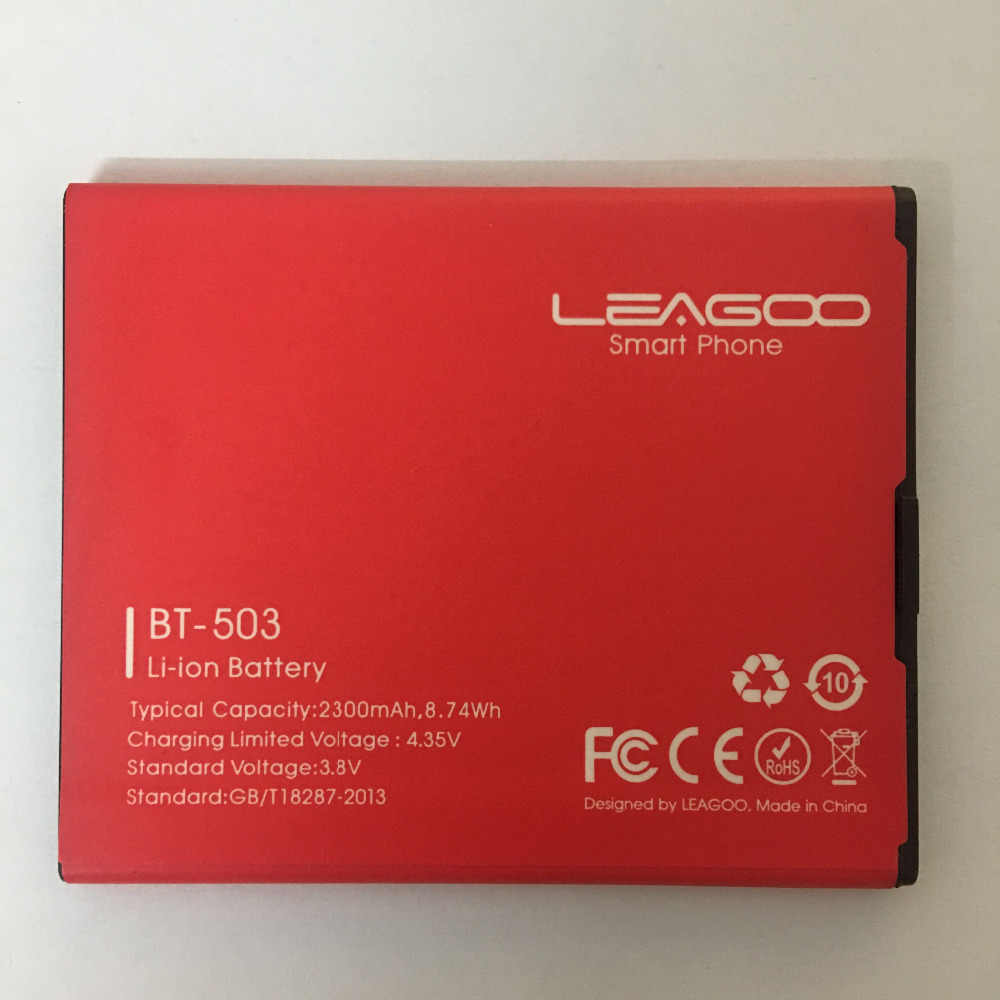 LEAGOO
Smart Phone
BT-503
Li-ion Battery
Typical Capacity:2300mAh,8.74Wh
Charging Limited Voltage : 4.35V
Standard Voltage:3.8V
Standard:GB/T18287-2013
10
FC CE RoHS
Designed by LEAGOO, Made in China